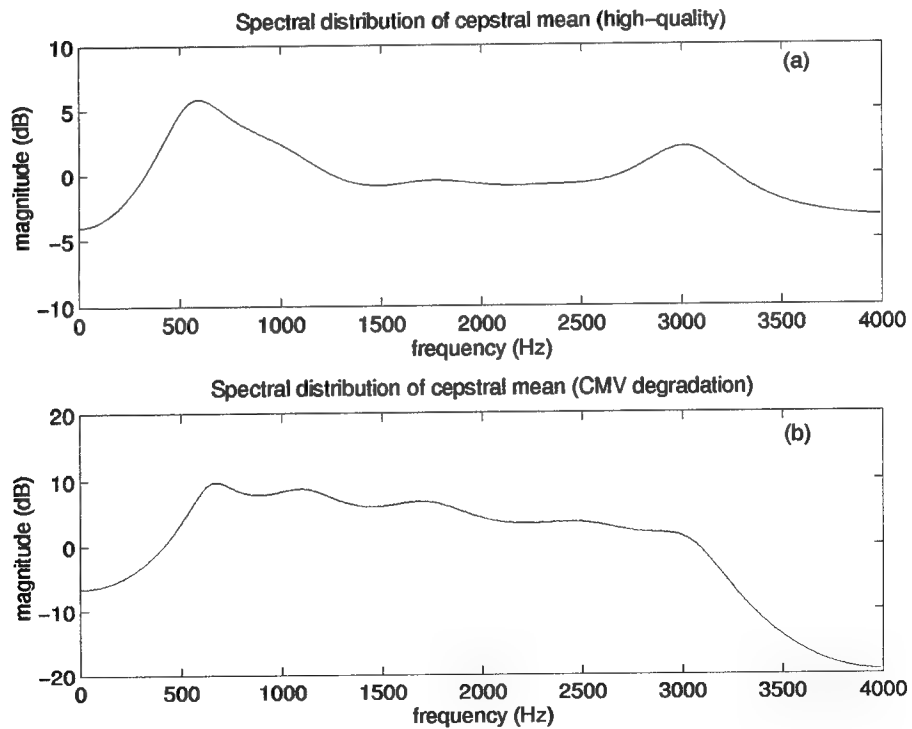 Spectral distribution of cepstral mean (high-quality)
(a)
10
5
0
-5
-10
magnitude (dB)
0 500 1000 1500 2000 2500 3000 3500 4000
frequency (Hz)
Spectral distribution of cepstral mean (CMV degradation)
(b)
20
10
0
-10
-20
magnitude (dB)
0 500 1000 1500 2000 2500 3000 3500 4000
frequency (Hz)